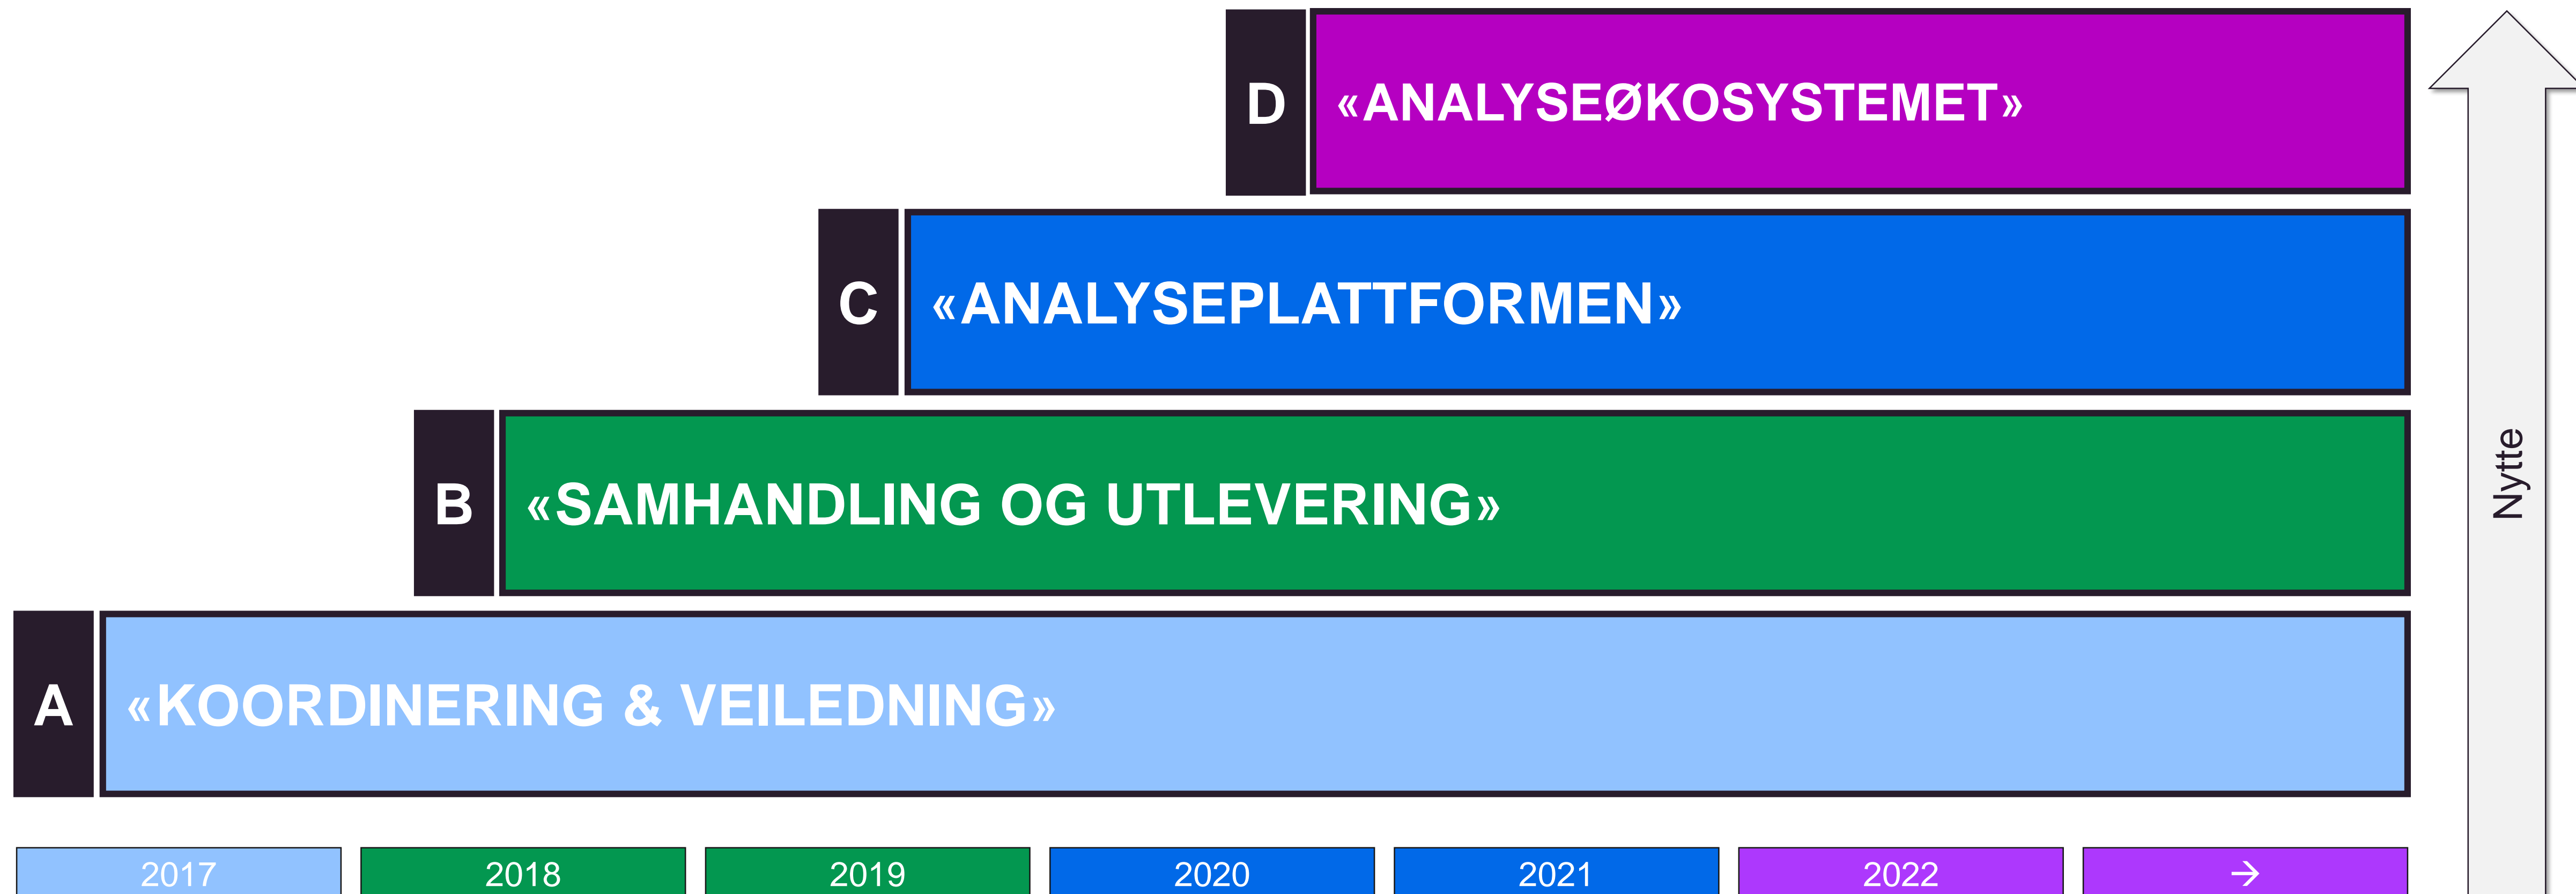 D «ANALYSEØKOSYSTEMET»
C «ANALYSEPLATTFORMEN»
B «SAMHANDLING OG UTLEVERING»
A «KOORDINERING & VEILEDNING»
Nytte
2017 2018 2019 2020 2021 2022 →